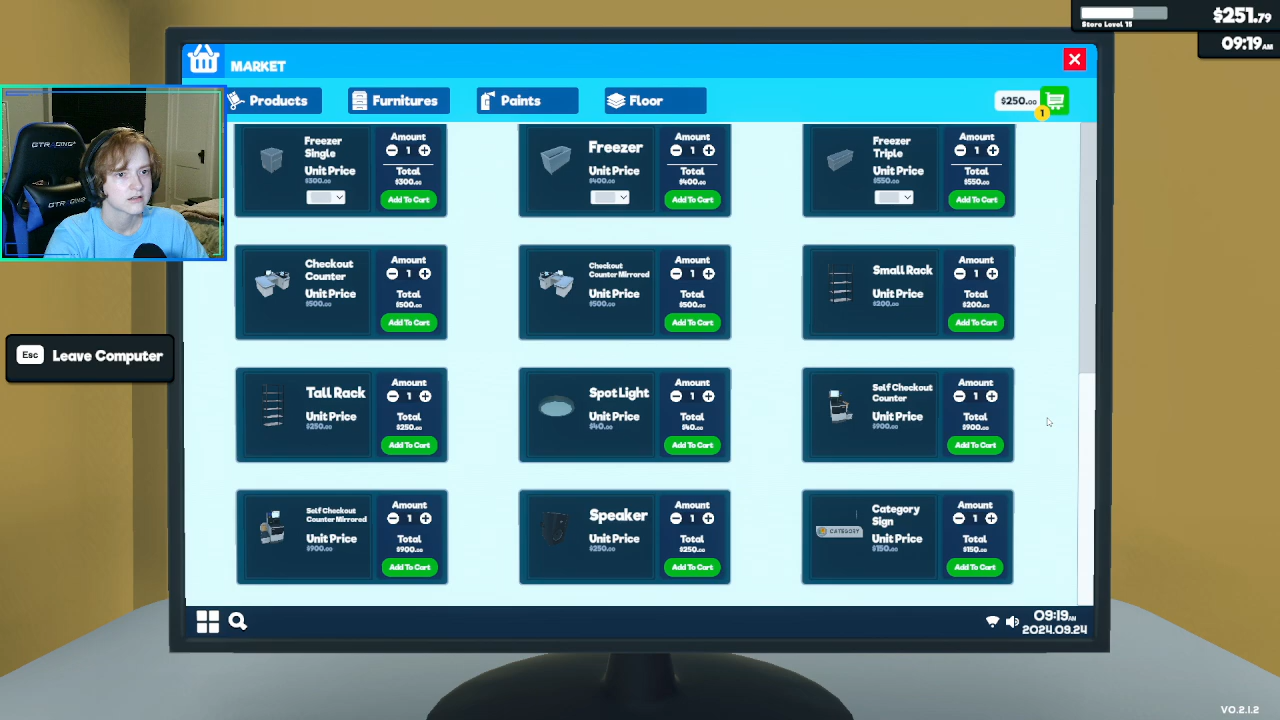 Store Level 15
$251.79
09:19AM
MARKET
Products
Furnitures
Paints
Floor
$250.00
1
GTRACING
GTRACING
Esc
Leave Computer
Freezer
Single
Unit Price
$300.00
Amount
1
Total
$300.00
Add To Cart
Freezer
Unit Price
$400.00
Amount
1
Total
$400.00
Add To Cart
Freezer
Triple
Unit Price
$550.00
Amount
1
Total
$550.00
Add To Cart
Checkout
Counter
Unit Price
$500.00
Amount
1
Total
$500.00
Add To Cart
Checkout
Counter Mirrored
Unit Price
$500.00
Amount
1
Total
$500.00
Add To Cart
Small Rack
Unit Price
$200.00
Amount
1
Total
$200.00
Add To Cart
Tall Rack
Unit Price
$250.00
Amount
1
Total
$250.00
Add To Cart
Spot Light
Unit Price
$40.00
Amount
1
Total
$40.00
Add To Cart
Self Checkout
Counter
Unit Price
$900.00
Amount
1
Total
$900.00
Add To Cart
Self Checkout
Counter Mirrored
Unit Price
$900.00
Amount
1
Total
$900.00
Add To Cart
Speaker
Unit Price
$250.00
Amount
1
Total
$250.00
Add To Cart
CATEGORY
Category
Sign
Unit Price
$150.00
Amount
1
Total
$150.00
Add To Cart
09:19AM
2024.09.24
V0.2.1.2